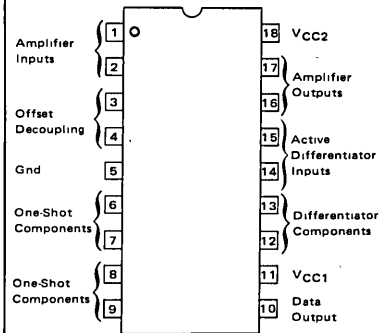 Amplifier
Inputs
1
2
Offset
Decoupling
3
4
Gnd
5
One-Shot
Components
6
7
One-Shot
Components
8
9
18 VCC2
17
16
Amplifier
Outputs
15
14
Active
Differentiator
Inputs
13
12
Differentiator
Components
11 VCC1
10 Data
Output